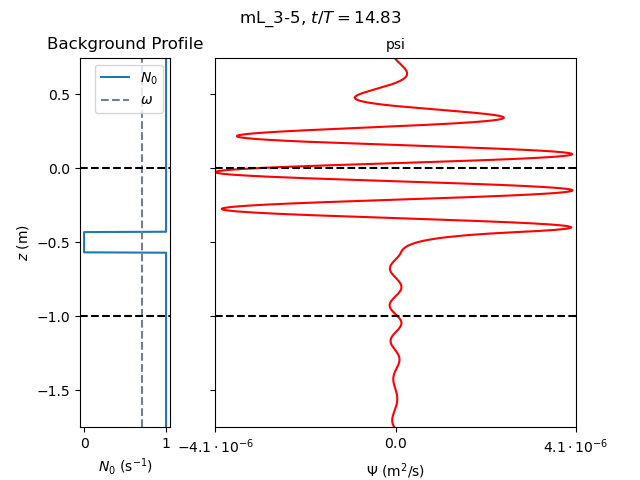 mL_3-5, t/T = 14.83
Background Profile
psi
N₀
ω
0.5
0.0
−0.5
−1.0
−1.5
z (m)
0
1
N₀ (s⁻¹)
−4.1 · 10⁻⁶
0.0
4.1 · 10⁻⁶
Ψ (m²/s)